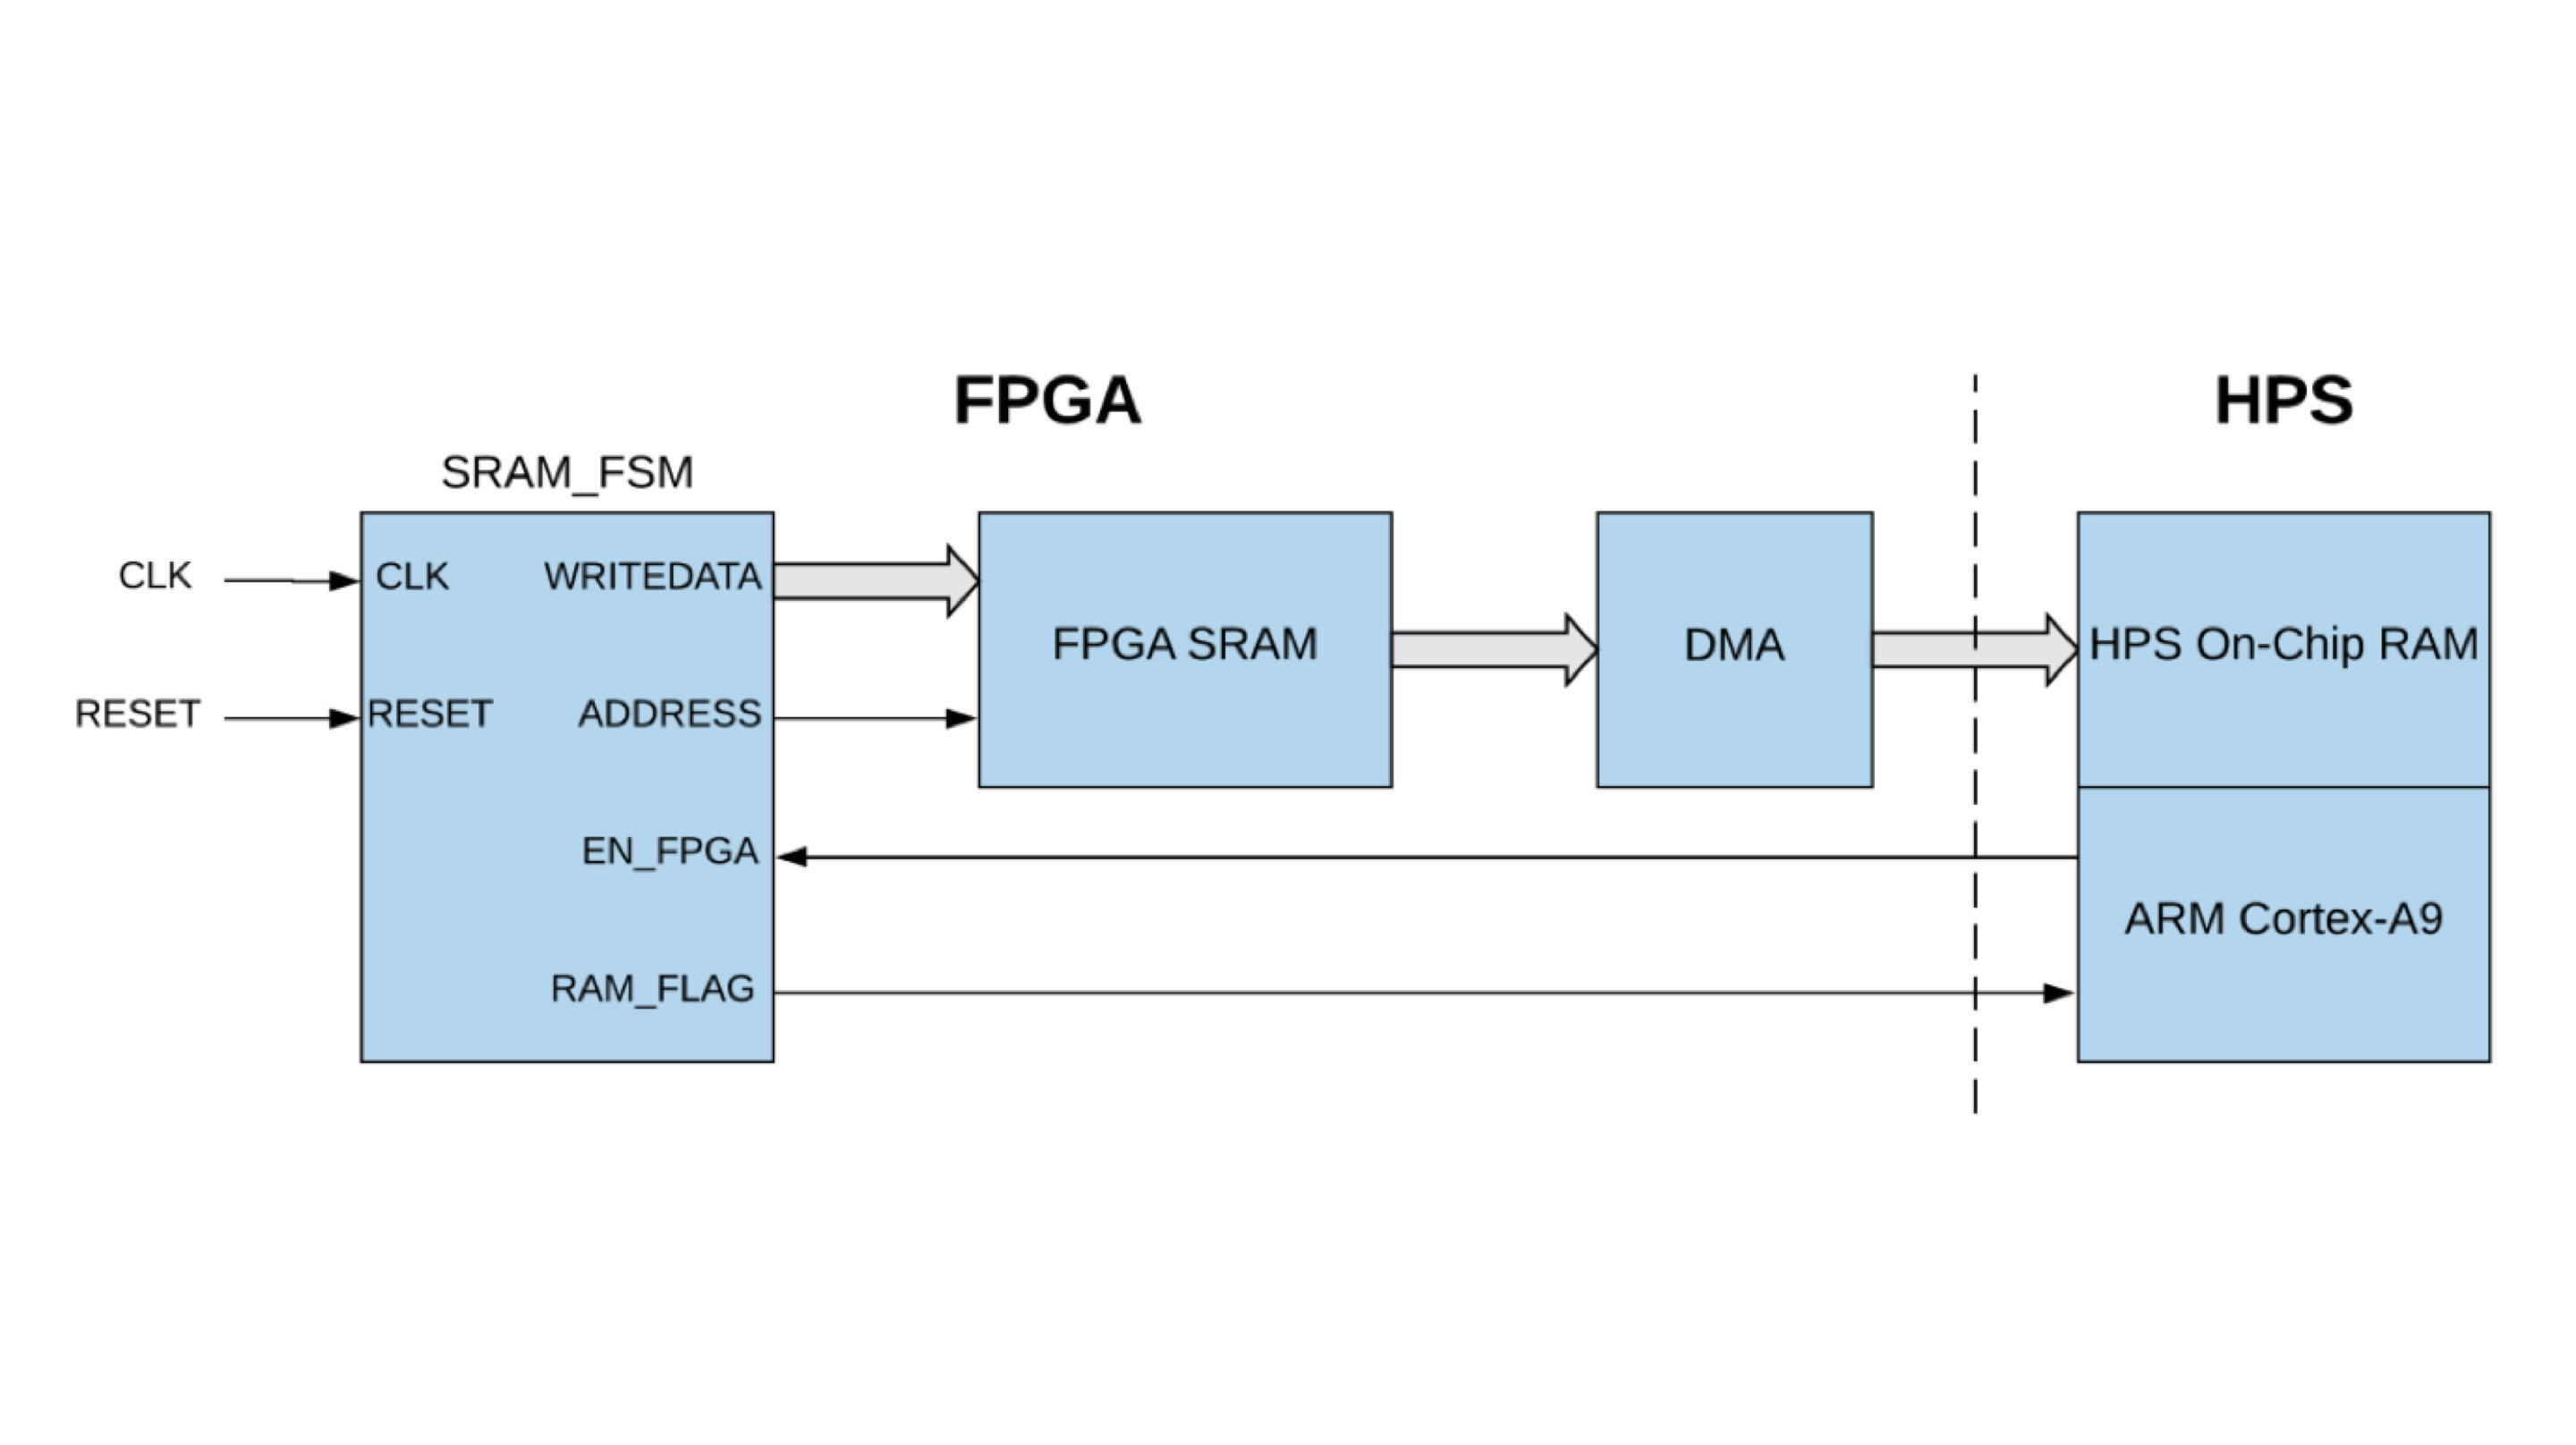 FPGA
HPS
SRAM_FSM
CLK
CLK
WRITEDATA
FPGA SRAM
DMA
HPS On-Chip RAM
RESET
RESET
ADDRESS
EN_FPGA
ARM Cortex-A9
RAM_FLAG